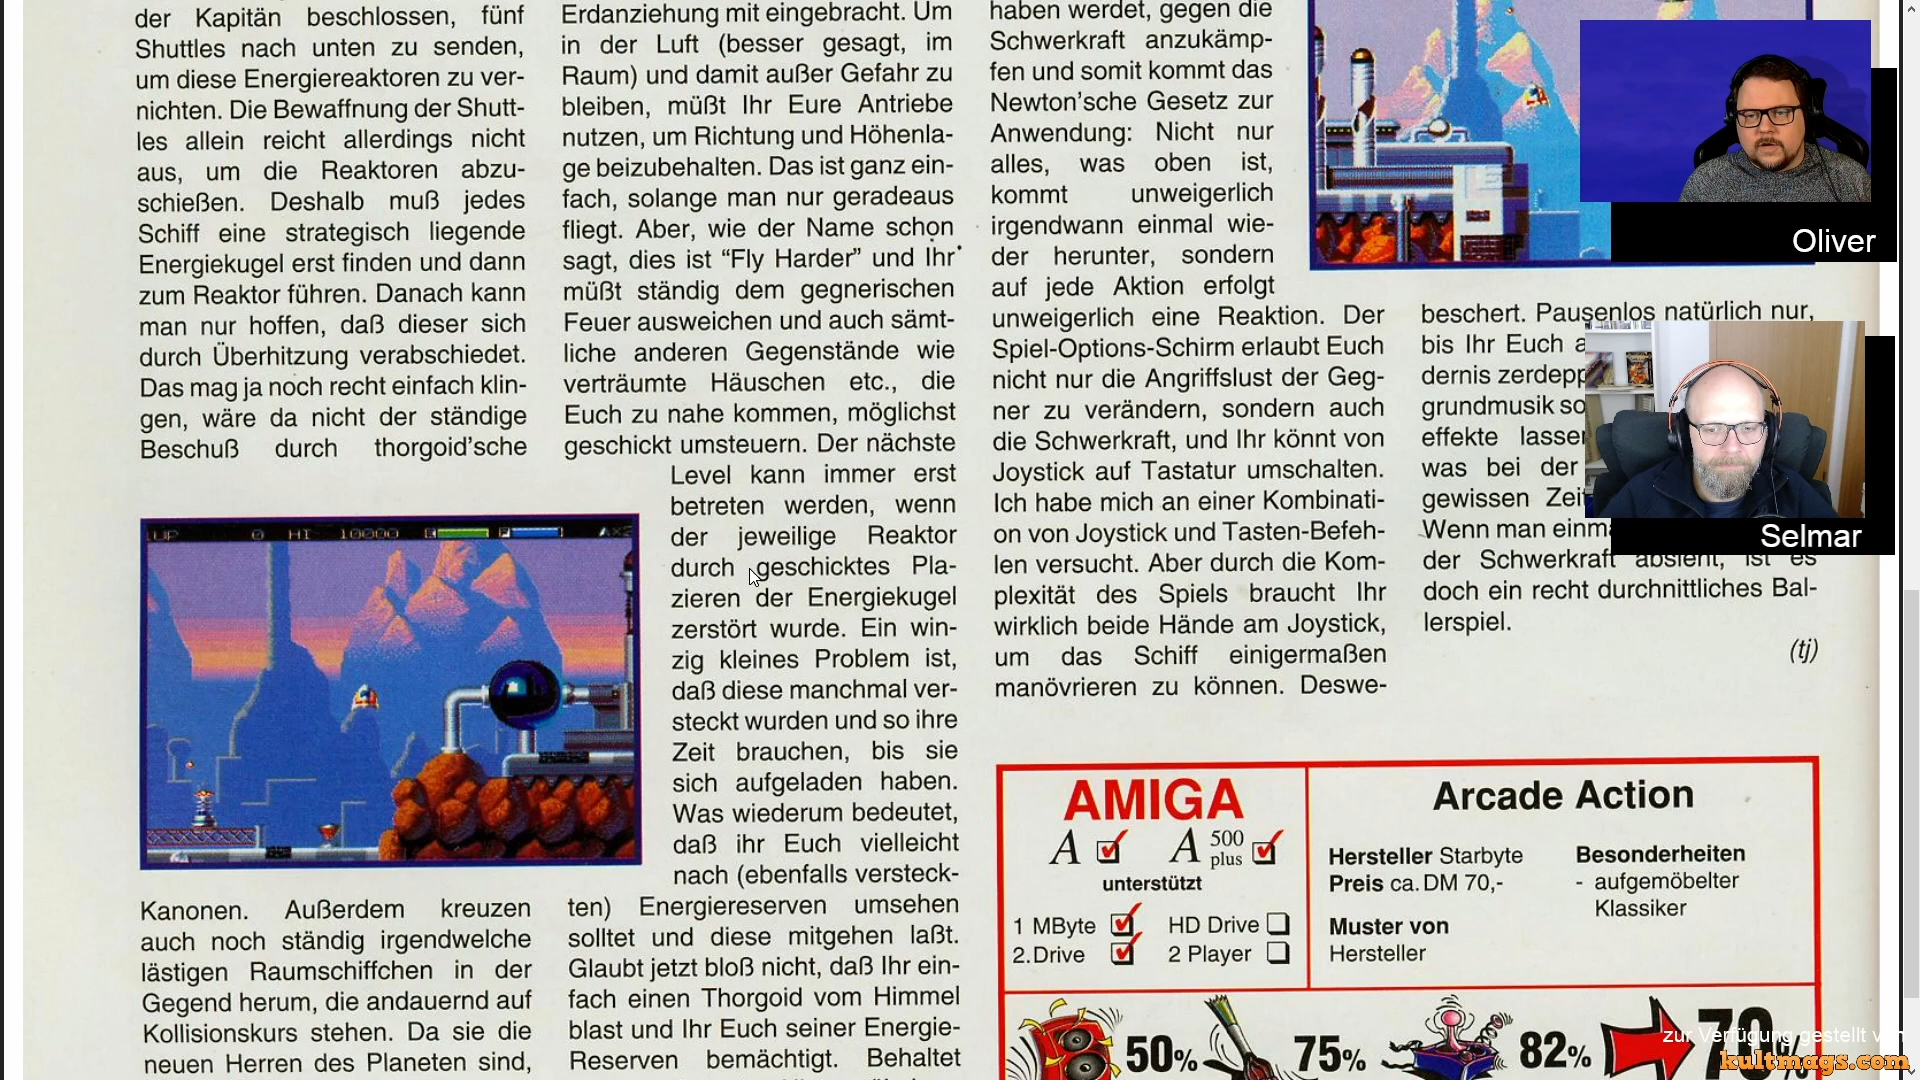 der Kapitän beschlossen, fünf
Shuttles nach unten zu senden,
um diese Energiereaktoren zu ver-
nichten. Die Bewaffnung der Shutt-
les allein reicht allerdings nicht
aus, um die Reaktoren abzu-
schießen. Deshalb muß jedes
Schiff eine strategisch liegende
Energiekugel erst finden und dann
zum Reaktor führen. Danach kann
man nur hoffen, daß dieser sich
durch Überhitzung verabschiedet.
Das mag ja noch recht einfach klin-
gen, wäre da nicht der ständige
Beschuß durch thorgoid'sche
UP 0 HI 10000
Kanonen. Außerdem kreuzen
auch noch ständig irgendwelche
lästigen Raumschiffchen in der
Gegend herum, die andauernd auf
Kollisionskurs stehen. Da sie die
neuen Herren des Planeten sind,
Erdanziehung mit eingebracht. Um
in der Luft (besser gesagt, im
Raum) und damit außer Gefahr zu
bleiben, müßt Ihr Eure Antriebe
nutzen, um Richtung und Höhenla-
ge beizubehalten. Das ist ganz ein-
fach, solange man nur geradeaus
fliegt. Aber, wie der Name schon
sagt, dies ist “Fly Harder” und Ihr
müßt ständig dem gegnerischen
Feuer ausweichen und auch sämt-
liche anderen Gegenstände wie
verträumte Häuschen etc., die
Euch zu nahe kommen, möglichst
geschickt umsteuern. Der nächste
Level kann immer erst
betreten werden, wenn
der jeweilige Reaktor
durch geschicktes Pla-
zieren der Energiekugel
zerstört wurde. Ein win-
zig kleines Problem ist,
daß diese manchmal ver-
steckt wurden und so ihre
Zeit brauchen, bis sie
sich aufgeladen haben.
Was wiederum bedeutet,
daß ihr Euch vielleicht
nach (ebenfalls versteck-
ten) Energiereserven umsehen
solltet und diese mitgehen laßt.
Glaubt jetzt bloß nicht, daß Ihr ein-
fach einen Thorgoid vom Himmel
blast und Ihr Euch seiner Energie-
Reserven bemächtigt. Behaltet
haben werdet, gegen die
Schwerkraft anzukämp-
fen und somit kommt das
Newton'sche Gesetz zur
Anwendung: Nicht nur
alles, was oben ist,
kommt unweigerlich
irgendwann einmal wie-
der herunter, sondern
auf jede Aktion erfolgt
unweigerlich eine Reaktion. Der
Spiel-Options-Schirm erlaubt Euch
nicht nur die Angriffslust der Geg-
ner zu verändern, sondern auch
die Schwerkraft, und Ihr könnt von
Joystick auf Tastatur umschalten.
Ich habe mich an einer Kombinati-
on von Joystick und Tasten-Befeh-
len versucht. Aber durch die Kom-
plexität des Spiels braucht Ihr
wirklich beide Hände am Joystick,
um das Schiff einigermaßen
manövrieren zu können. Deswe-
beschert. Pausenlos natürlich nur,
bis Ihr Euch
dernis
grundmusik
effekte
was bei der
gewissen
Wenn man
der Schwerkraft absieht, ist es
doch ein recht durchnittliches Bal-
lerspiel.
(tj)
Oliver
Selmar
AMIGA
A A 500 plus
unterstützt
1 MByte HD Drive
2.Drive 2 Player
Arcade Action
Hersteller Starbyte
Preis ca. DM 70,-
Muster von
Hersteller
Besonderheiten
- aufgemöbelter
Klassiker
50% 75% 82%
zur Verfügung gestellt von
kultmags.com